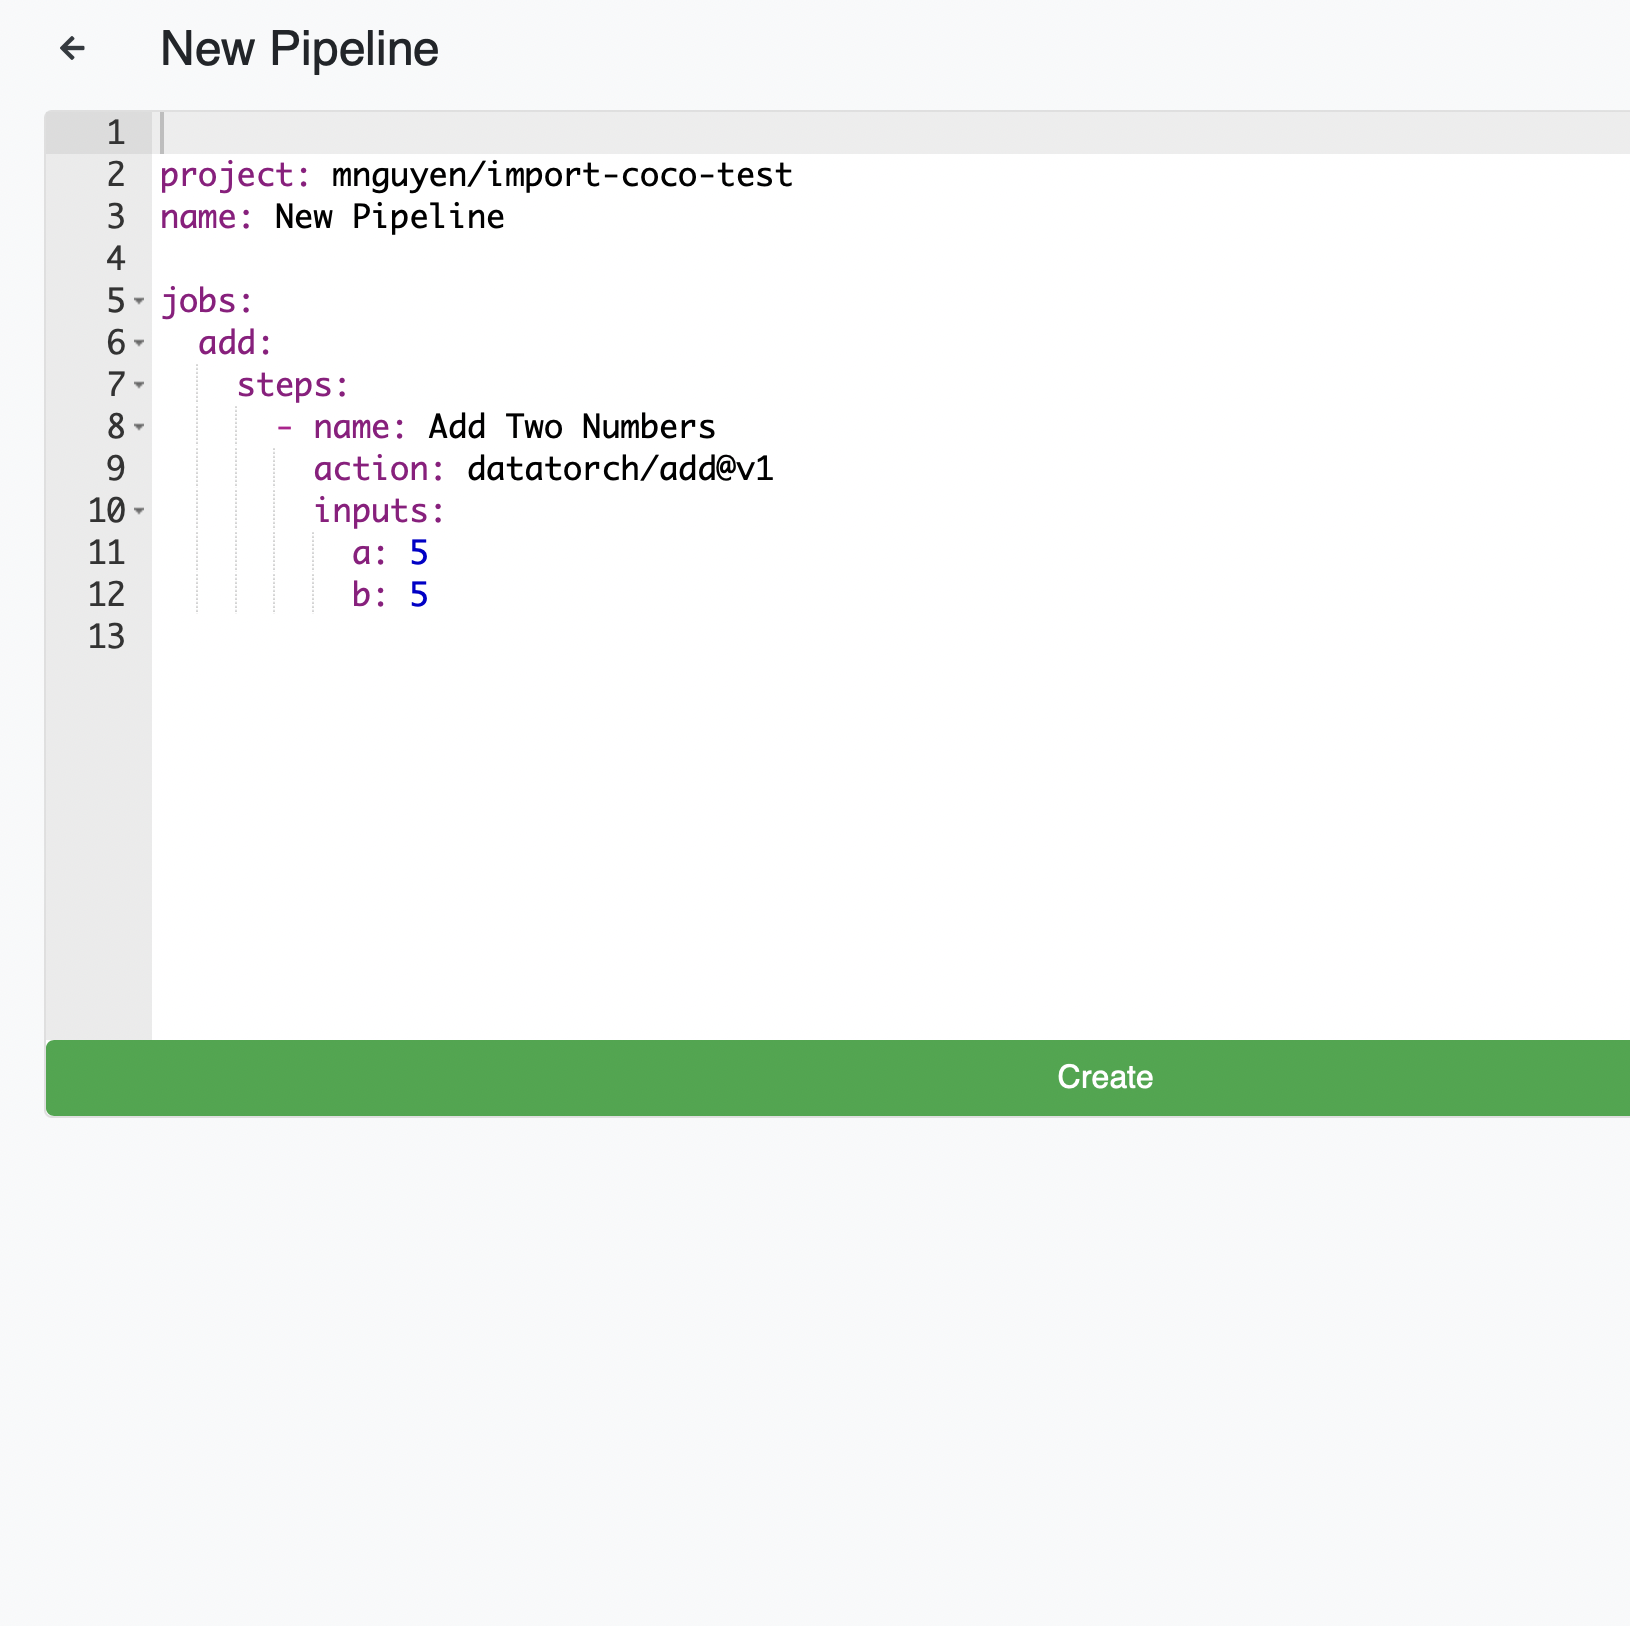 New Pipeline
1
2 project: mnguyen/import-coco-test
3 name: New Pipeline
4
5 jobs:
6 add:
7 steps:
8 - name: Add Two Numbers
9 action: datatorch/add@v1
10 inputs:
11 a: 5
12 b: 5
13
Create